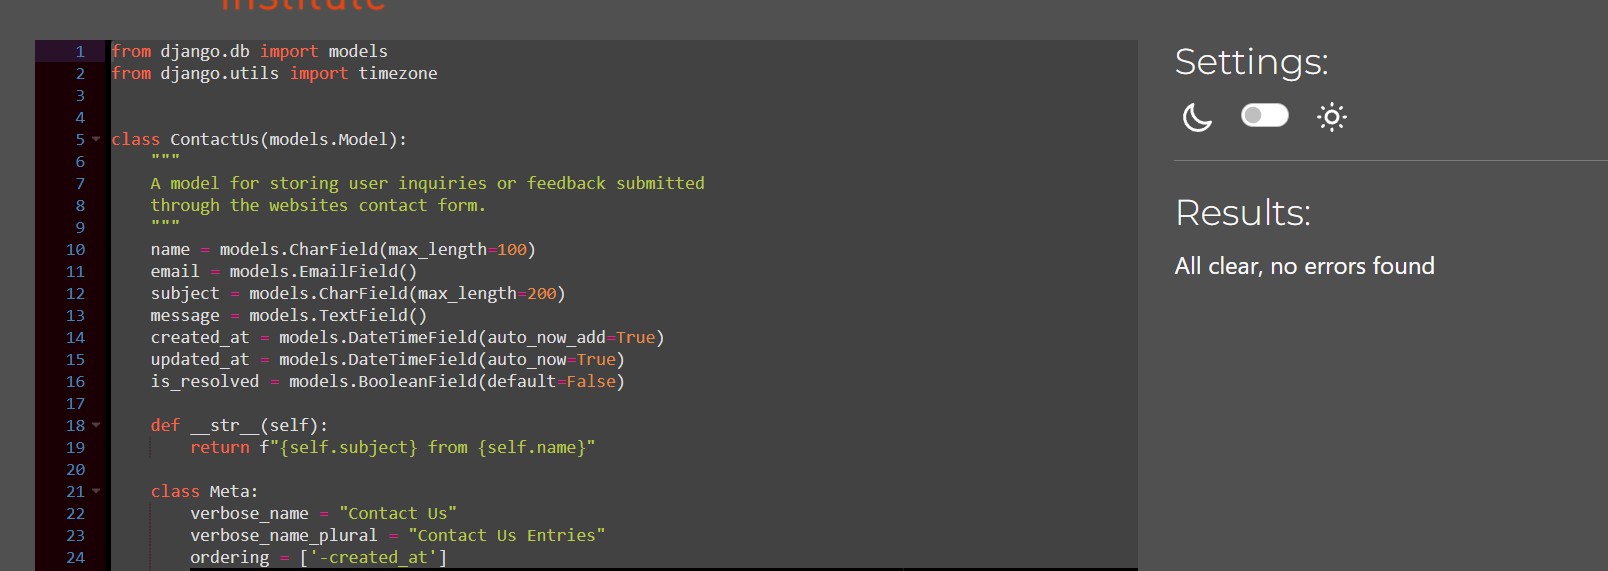 institute
1 from django.db import models
2 from django.utils import timezone
3
4
5 class ContactUs(models.Model):
6     """
7     A model for storing user inquiries or feedback submitted
8     through the websites contact form.
9     """
10     name = models.CharField(max_length=100)
11     email = models.EmailField()
12     subject = models.CharField(max_length=200)
13     message = models.TextField()
14     created_at = models.DateTimeField(auto_now_add=True)
15     updated_at = models.DateTimeField(auto_now=True)
16     is_resolved = models.BooleanField(default=False)
17
18     def __str__(self):
19         return f"{self.subject} from {self.name}"
20
21     class Meta:
22         verbose_name = "Contact Us"
23         verbose_name_plural = "Contact Us Entries"
24         ordering = ['-created_at']
Settings:
Results:
All clear, no errors found